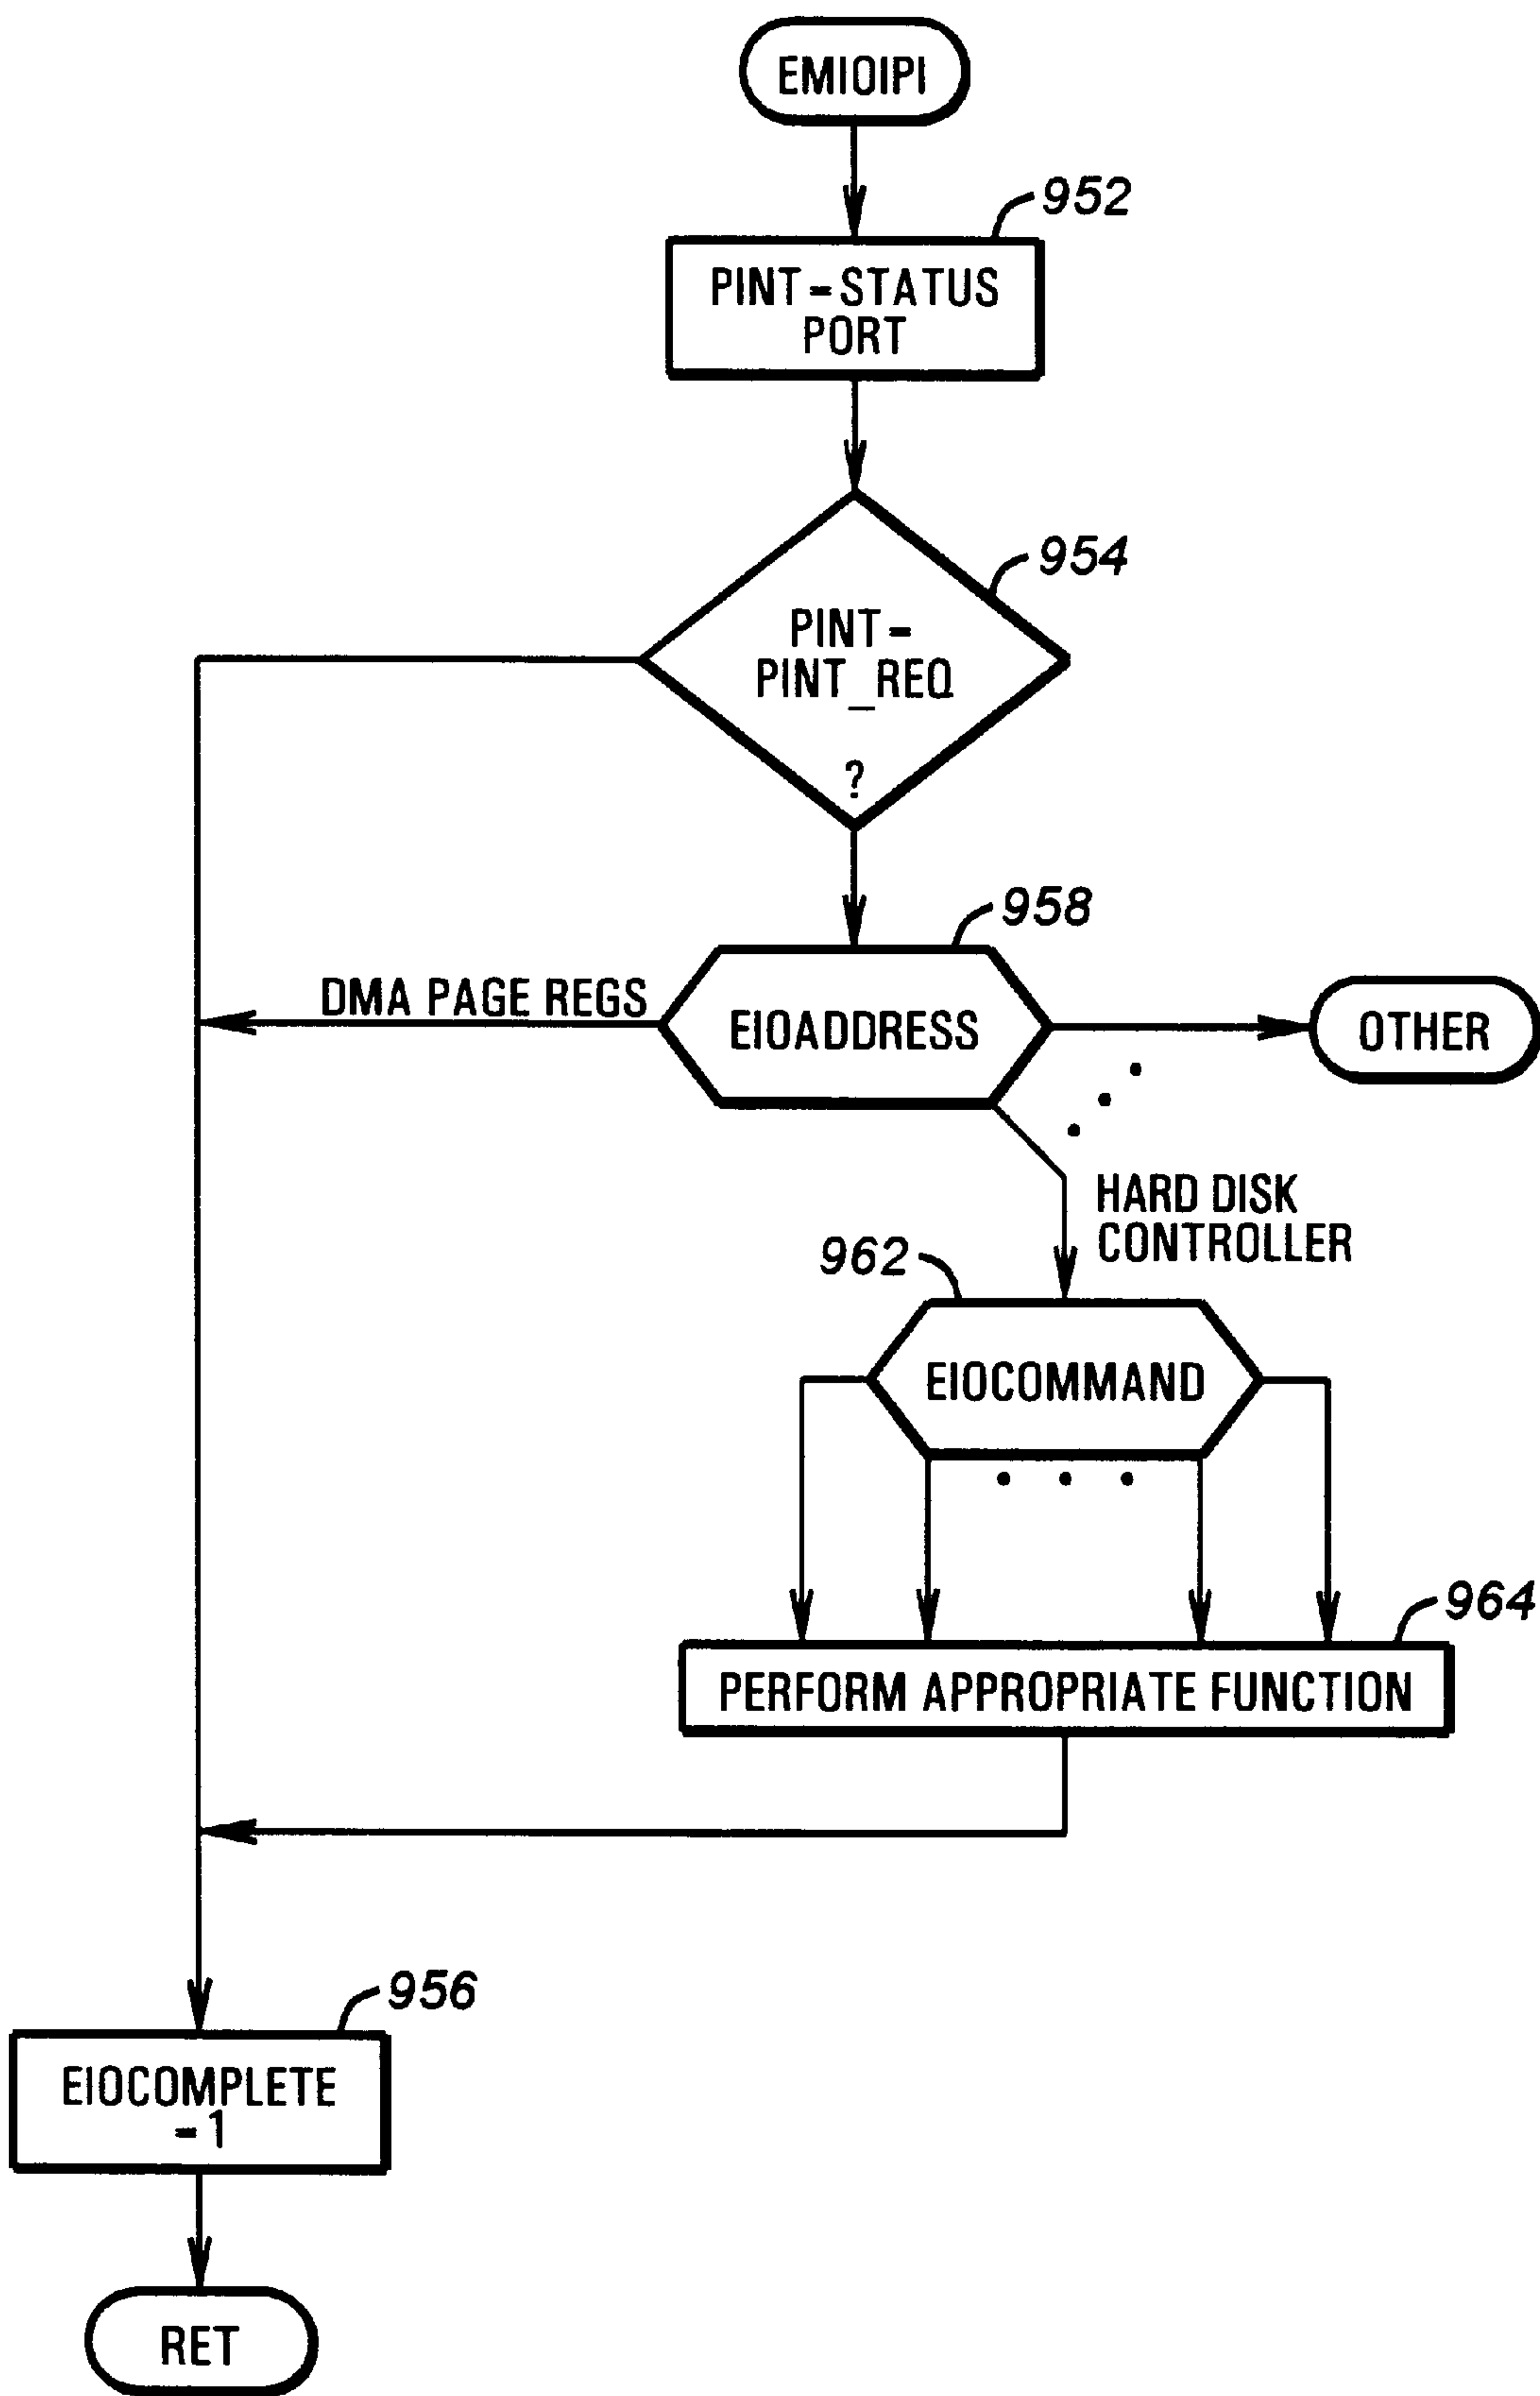 EMIOIPI
952
PINT=STATUS
PORT
954
PINT=
PINT_REQ
?
958
DMA PAGE REGS
EIOADDRESS
OTHER
HARD DISK
CONTROLLER
962
EIOCOMMAND
964
PERFORM APPROPRIATE FUNCTION
956
EIOCOMPLETE
=1
RET